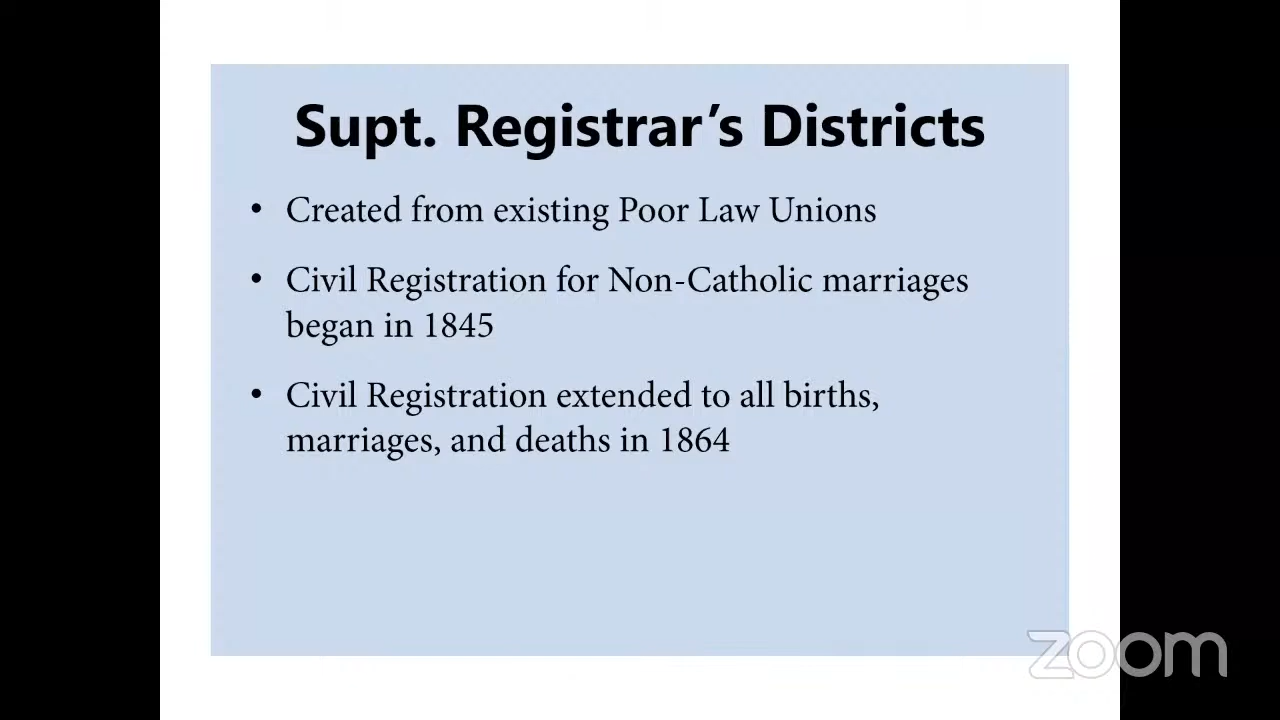 Supt. Registrar’s Districts
• Created from existing Poor Law Unions
• Civil Registration for Non-Catholic marriages
began in 1845
• Civil Registration extended to all births,
marriages, and deaths in 1864
zoom